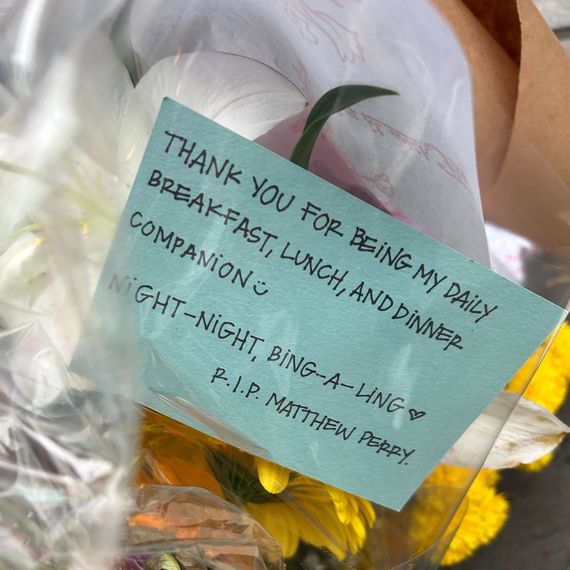 THANK YOU FOR BEING MY DAILY
BREAKFAST, LUNCH, AND DINNER
COMPANION
NIGHT-NIGHT, BING-A-LING
R.I.P. MATTHEW PERRY.